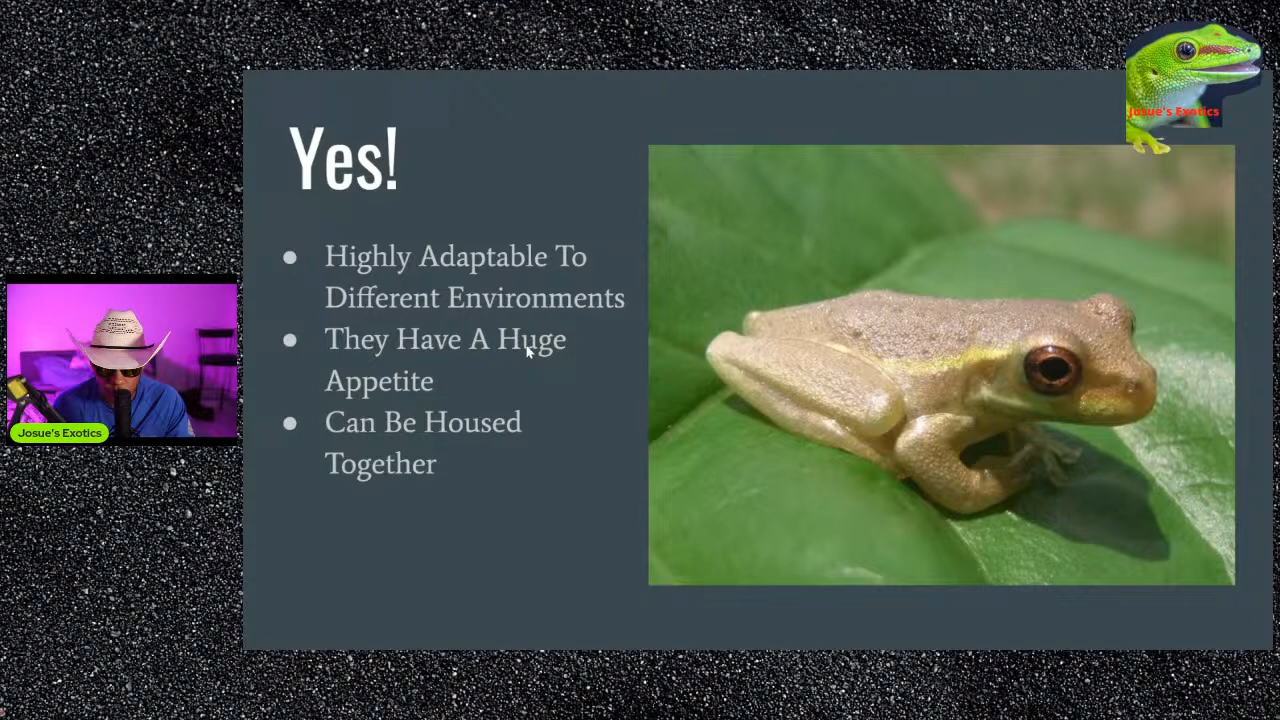 Josue's Exotics
Yes!
● Highly Adaptable To
Different Environments
● They Have A Huge
Appetite
● Can Be Housed
Together
Josue's Exotics